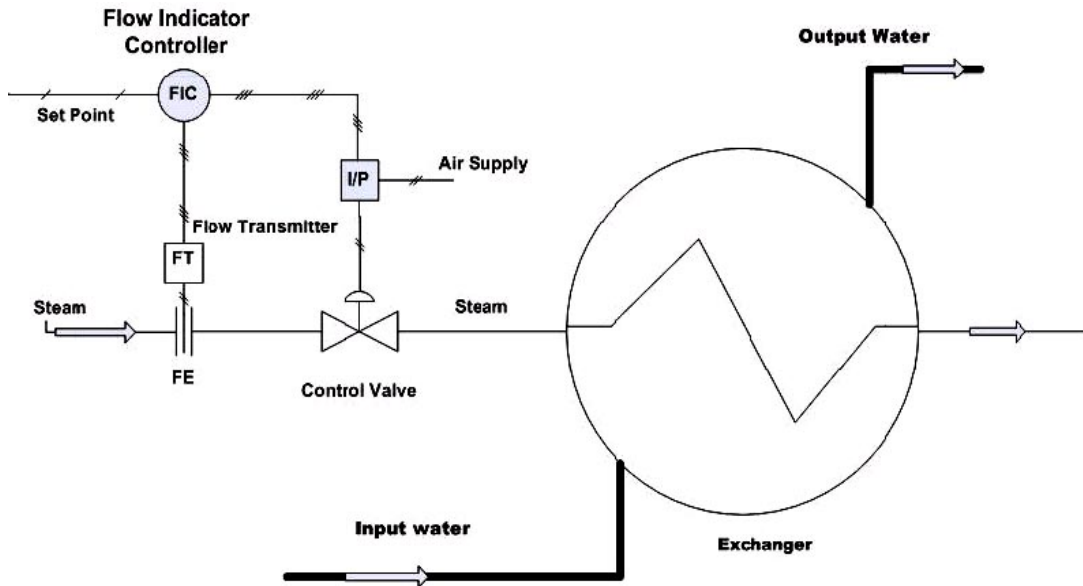 Flow Indicator
Controller
Output Water
FIC
Set Point
I/P
Air Supply
Flow Transmitter
FT
Steam
Steam
FE
Control Valve
Input water
Exchanger